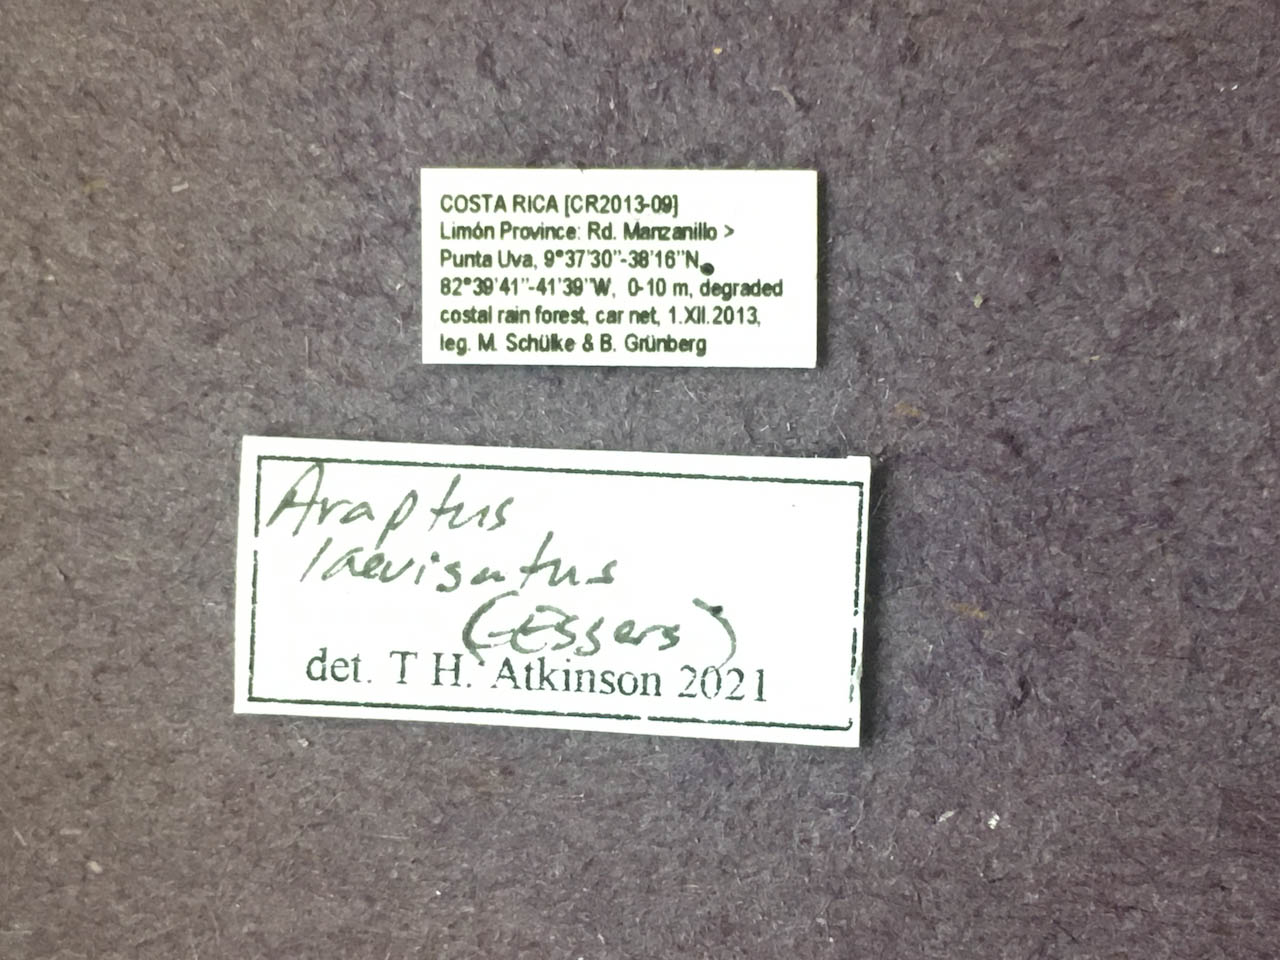 COSTA RICA [CR2013-09]
Limón Province: Rd. Manzanillo >
Punta Uva, 9°37'30"-38'16"N,
82°39'41"-41'39"W, 0-10 m, degraded
costal rain forest, car net, 1.XII.2013,
leg. M. Schülke & B. Grünberg
Araptus
laevigatus
(Essers)
det. T H. Atkinson 2021